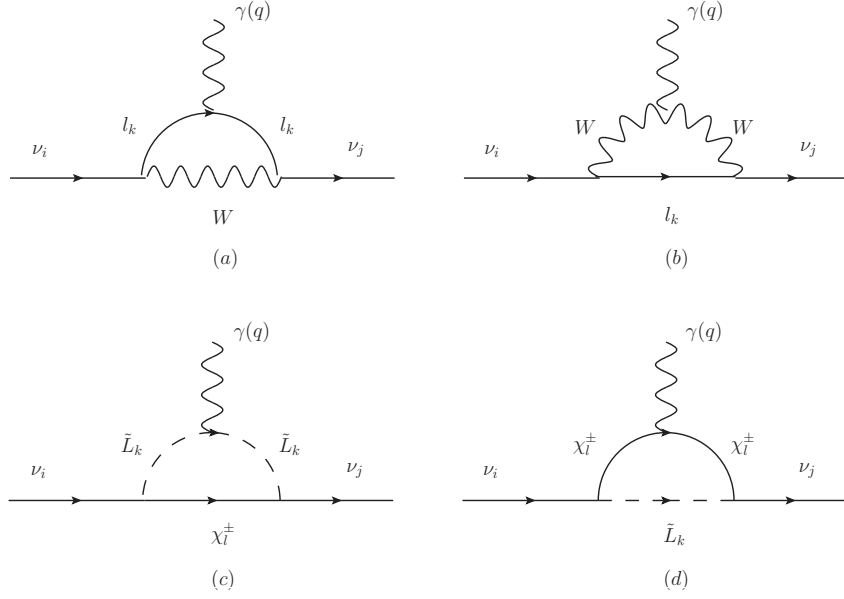 γ(q) γ(q)
l_k l_k W W
ν_i ν_j ν_i ν_j
W l_k
(a) (b)
γ(q) γ(q)
L̃_k L̃_k χ_l^± χ_l^±
ν_i ν_j ν_i ν_j
χ_l^± L̃_k
(c) (d)